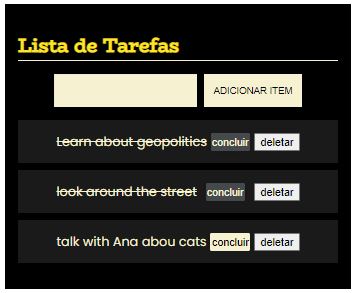 Lista de Tarefas
ADICIONAR ITEM
Learn about geopolitics concluir deletar
look around the street concluir deletar
talk with Ana abou cats concluir deletar